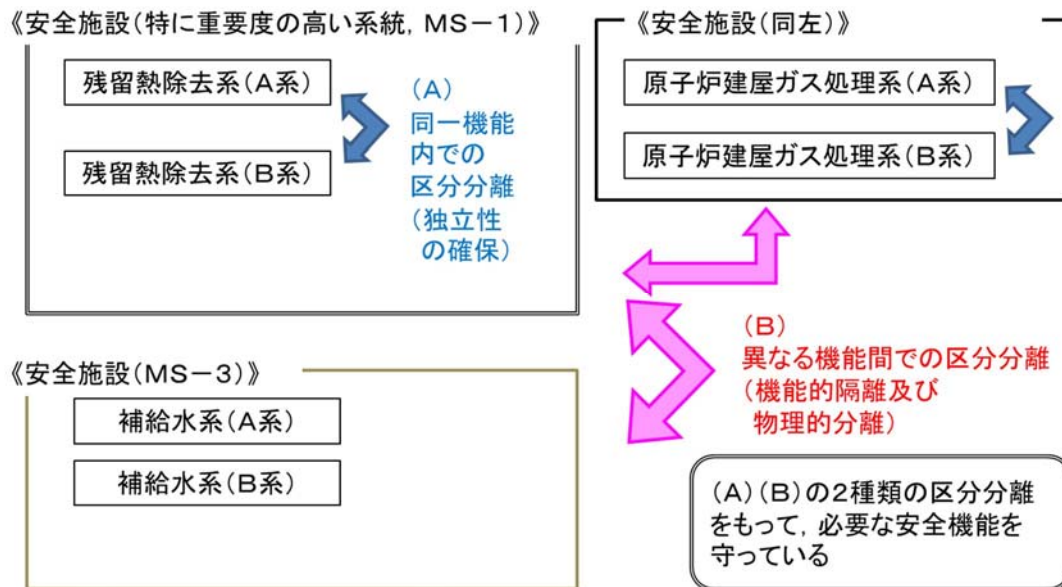 《安全施設(特に重要度の高い系統, MS－1)》
残留熱除去系(A系)
残留熱除去系(B系)
(A)
同一機能
内での
区分分離
(独立性
の確保)
《安全施設(同左)》
原子炉建屋ガス処理系(A系)
原子炉建屋ガス処理系(B系)
(B)
異なる機能間での区分分離
(機能的隔離及び
物理的分離)
《安全施設(MS－3)》
補給水系(A系)
補給水系(B系)
(A)(B)の2種類の区分分離
をもって, 必要な安全機能を
守っている